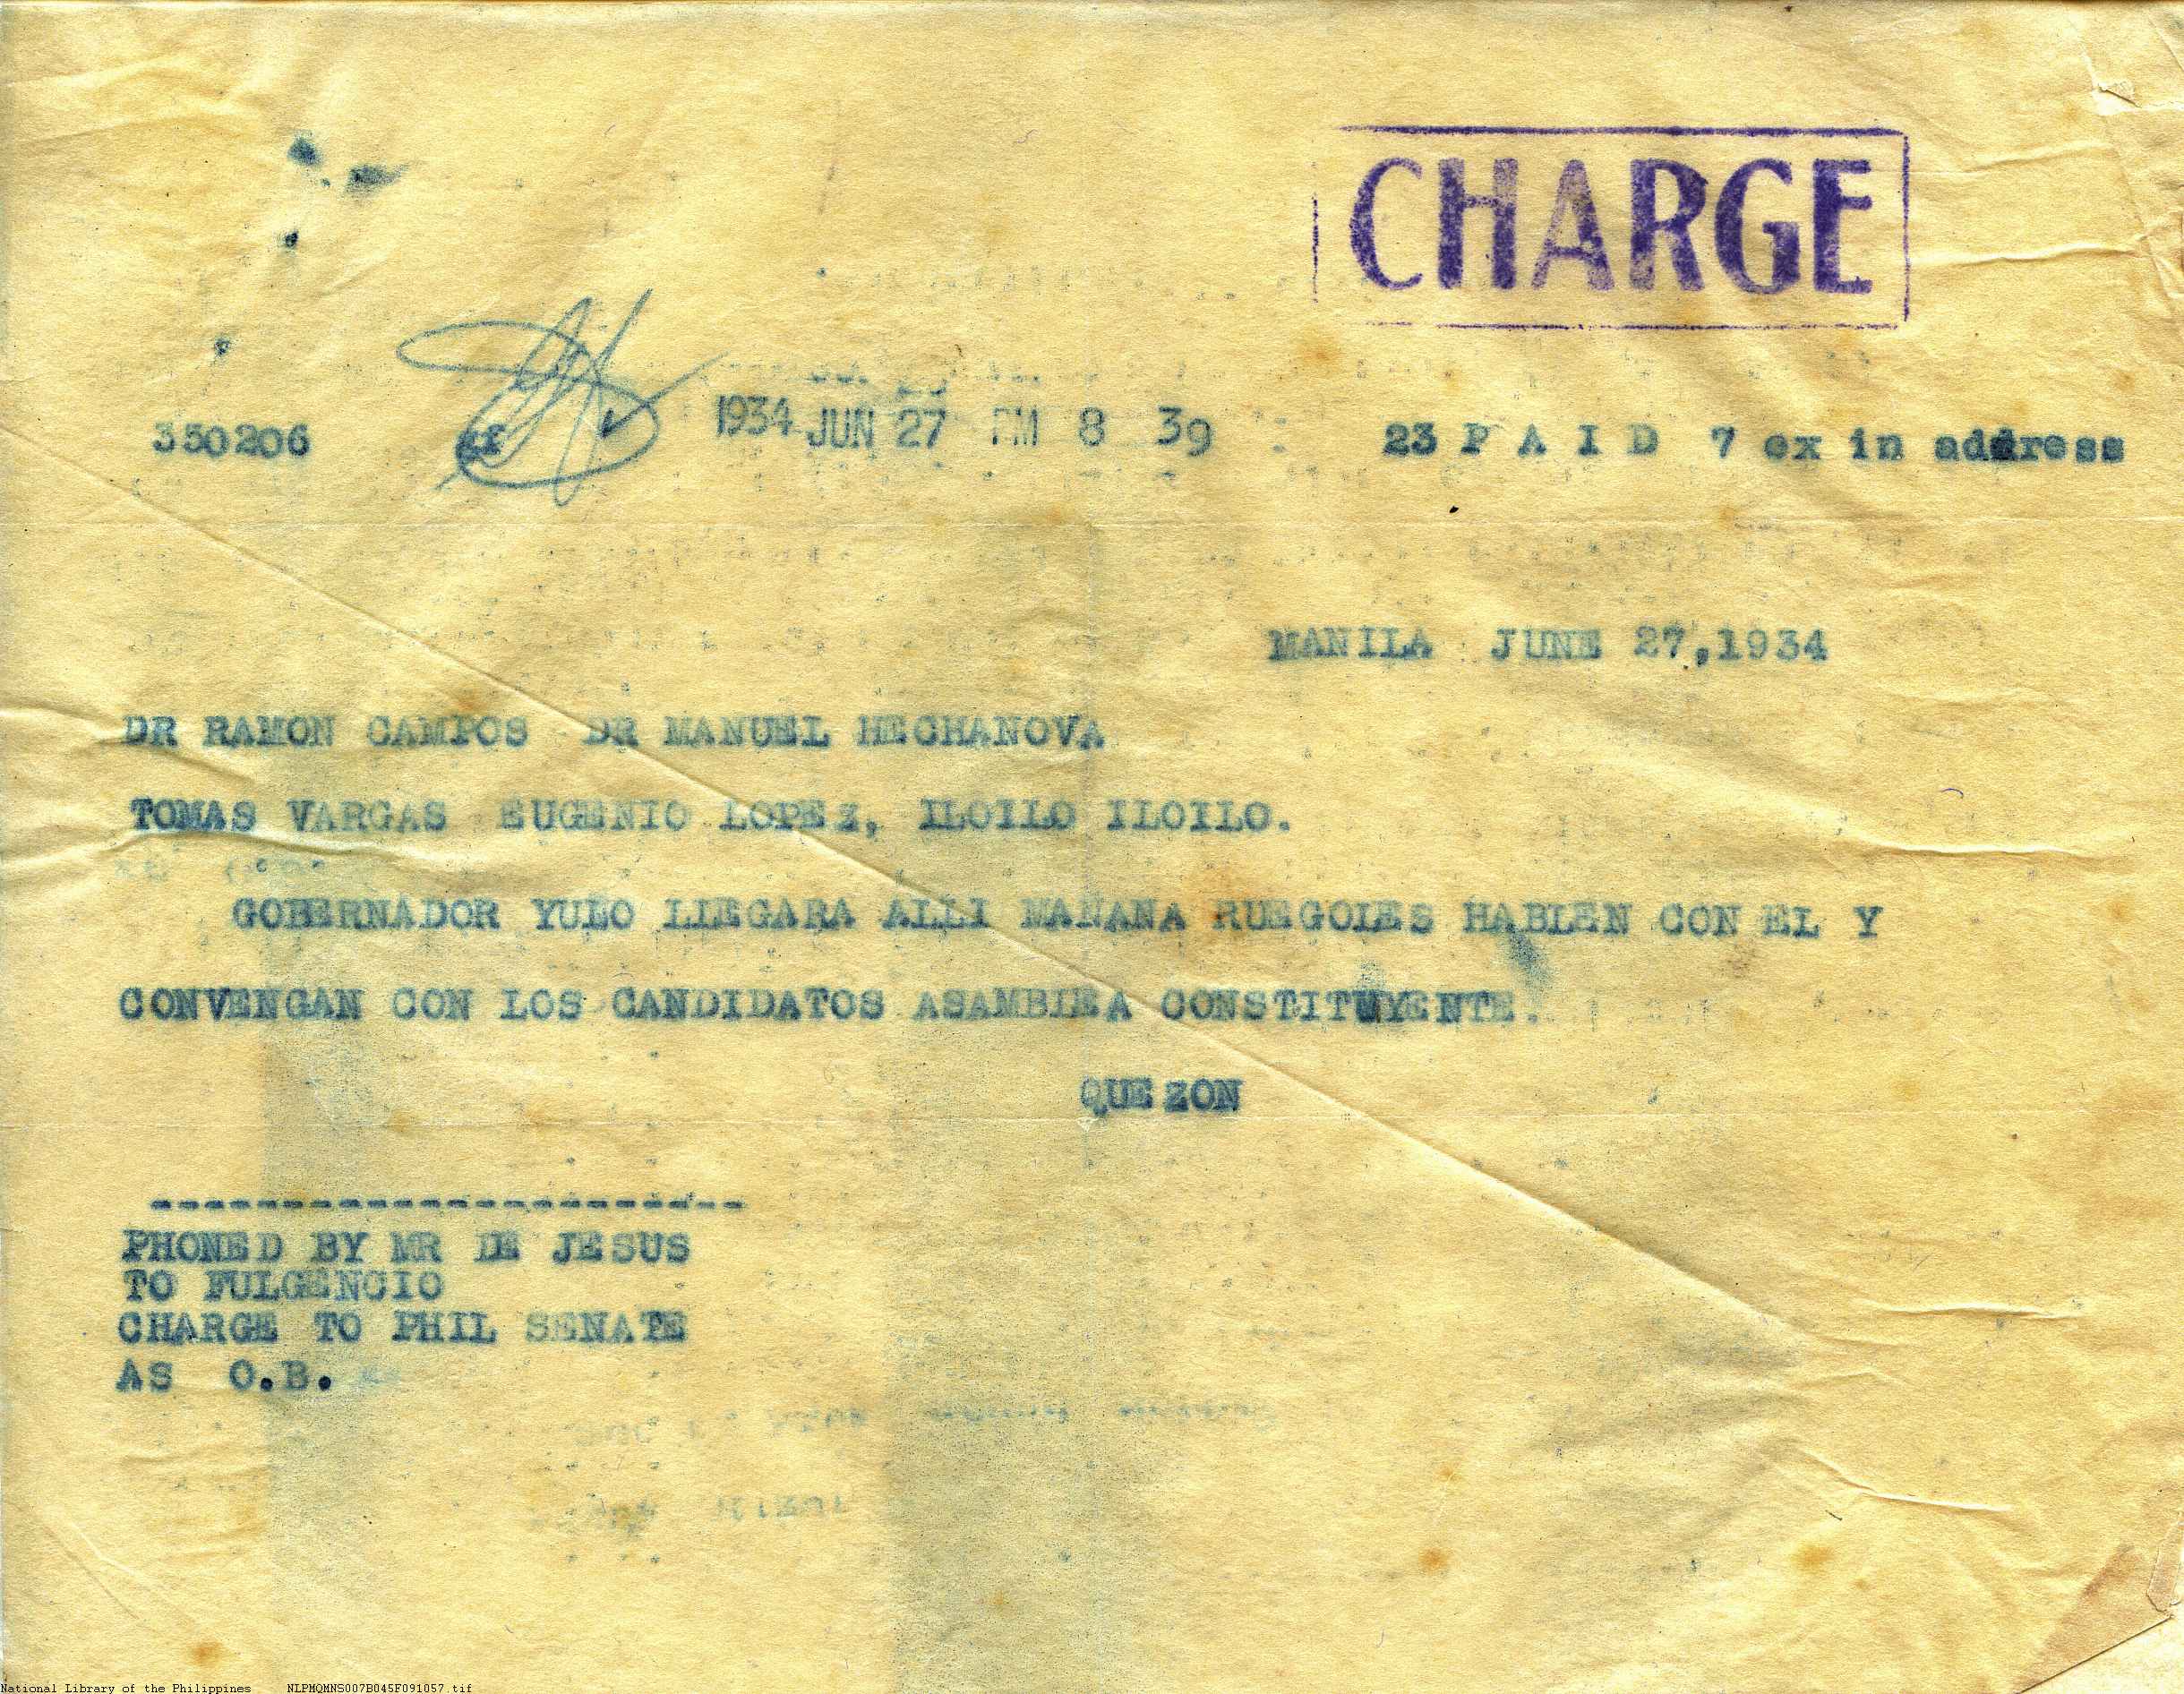 CHARGE
350206 gf 1934 JUN 27 PM 8 39 23 P A I D 7 ex in address
MANILA JUNE 27,1934
DR RAMON CAMPOS DR MANUEL HECHANOVA
TOMAS VARGAS EUGENIO LOPEZ, ILOILO ILOILO.
GOBERNADOR YULO LLEGARA ALLI MAÑANA RUEGOLES HABLEN CON EL Y
CONVENGAN CON LOS CANDIDATOS ASAMBLEA CONSTITUYENTE.
QUEZON
-----------------------
PHONED BY MR DE JESUS
TO FULGENCIO
CHARGE TO PHIL SENATE
AS O.B.
National Library of the Philippines NLPMQMNS007B045F091057.tif